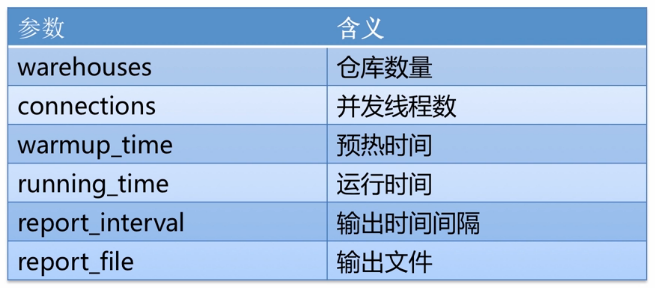 参数 含义
warehouses 仓库数量
connections 并发线程数
warmup_time 预热时间
running_time 运行时间
report_interval 输出时间间隔
report_file 输出文件